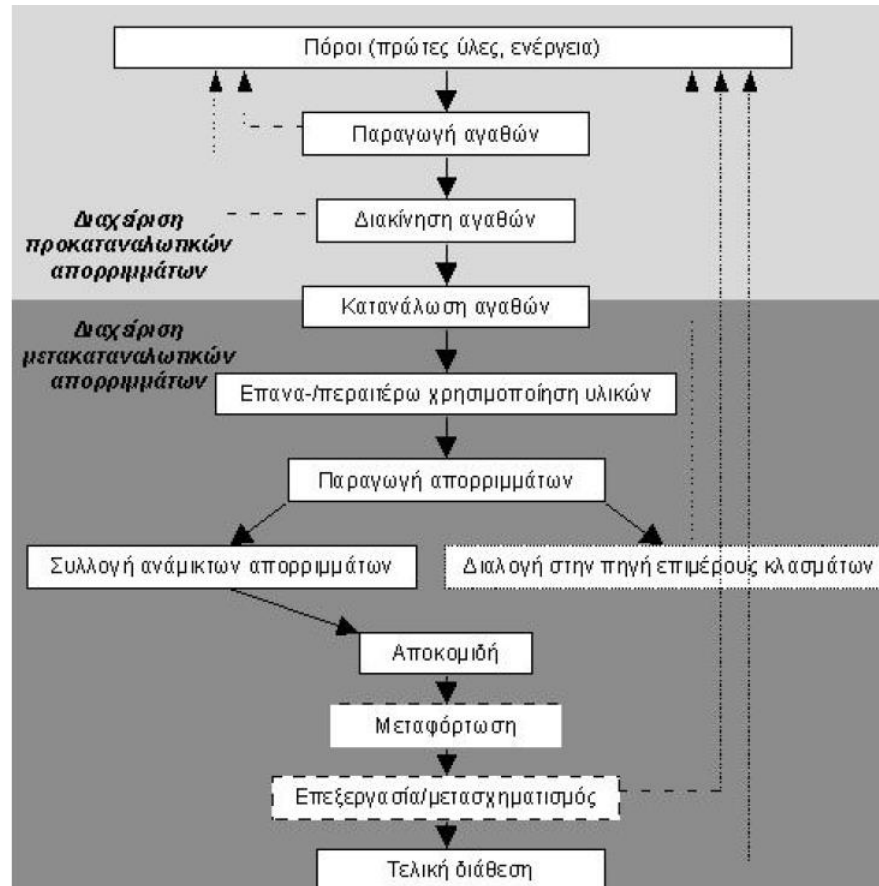 Πόροι (πρώτες ύλες, ενέργεια)
Παραγωγή αγαθών
Διακίνηση αγαθών
Διαχείριση
προκαταναλωτικών
απορριμμάτων
Κατανάλωση αγαθών
Διαχείριση
μετακαταναλωτικών
απορριμμάτων
Επανα-/περαιτέρω χρησιμοποίηση υλικών
Παραγωγή απορριμμάτων
Συλλογή ανάμικτων απορριμμάτων
Διαλογή στην πηγή επιμέρους κλασμάτων
Αποκομιδή
Μεταφόρτωση
Επεξεργασία/μετασχηματισμός
Τελική διάθεση